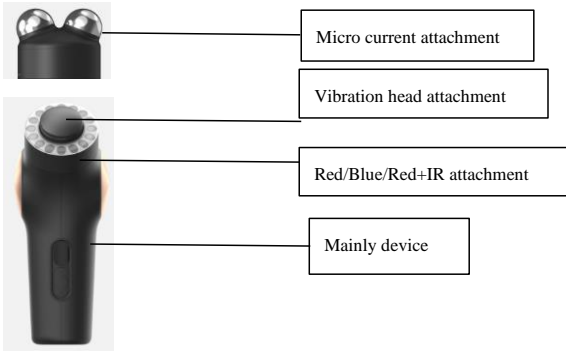 Micro current attachment
Vibration head attachment
Red/Blue/Red+IR attachment
Mainly device